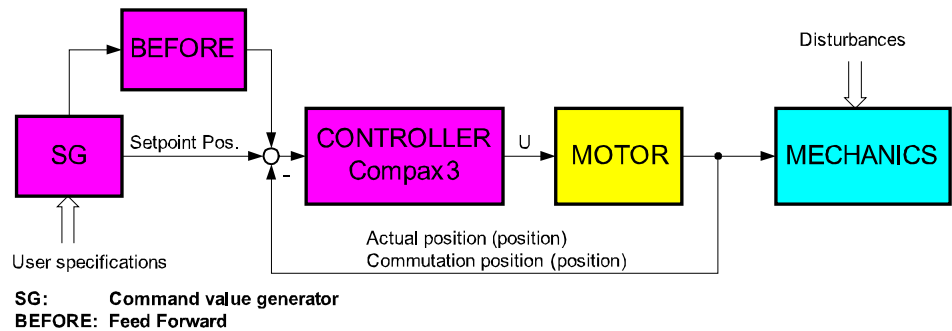 Disturbances
BEFORE
SG
Setpoint Pos.
-
CONTROLLER
Compax3
U
MOTOR
MECHANICS
Actual position (position)
Commutation position (position)
User specifications
SG: Command value generator
BEFORE: Feed Forward